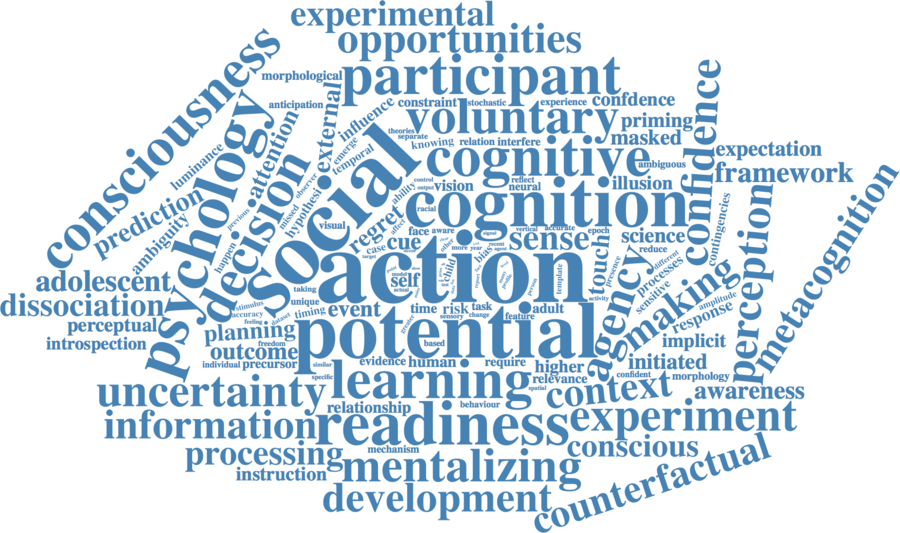 experimental
opportunities
consciousness
morphological
participant
anticipation
external
influence
constraint
stochastic
experience
confdence
voluntary
priming
masked
theories
separate
knowing
relation
interfere
emerge
temporal
attention
luminance
psychology
decision
social
cognitive
ambiguous
confidence
expectation
framework
illusion
metacognition
prediction
ambiguity
previous
happen
missed
observer
hypothesi
visual
ability
control
output
vision
reflect
neural
racial
affect
regret
case
target
cue
face
aware
cognition
vertical
accurate
epoch
signal
sense
science
reduce
contingencies
perception
adolescent
dissociation
perceptual
introspection
stimulus
accuracy
feeling
dataset
freedom
taking
unique
timing
planning
outcome
individual
precursor
action
other
more
year
recent
bias
child
self
actual
model
person
template
touch
presence
activity
different
processes
sensitive
agency
making
amplitude
response
implicit
initiated
event
time
risk
task
adult
sensory
change
feature
potential
based
similar
specific
evidence
human
require
higher
relevance
confident
morphology
spatial
learning
context
awareness
uncertainty
relationship
behaviour
information
readiness
experiment
processing
mechanism
conscious
instruction
mentalizing
development
counterfactual